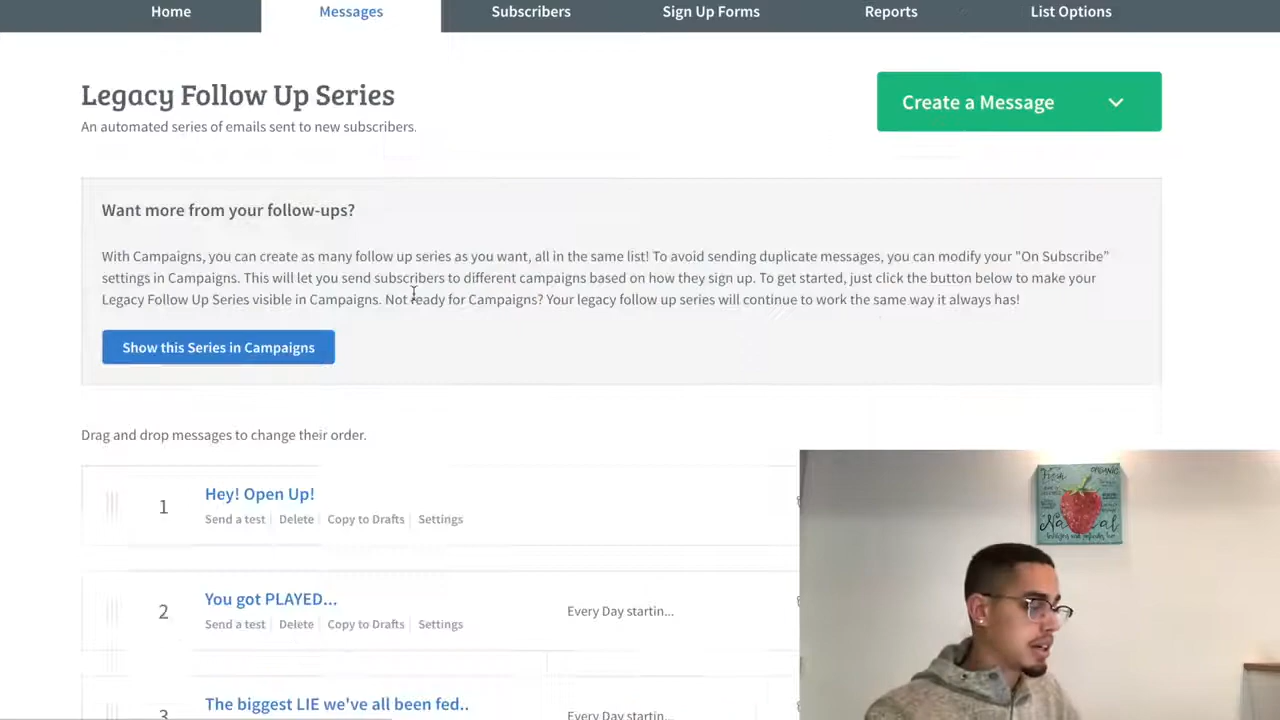 Home
Messages
Subscribers
Sign Up Forms
Reports
List Options
Legacy Follow Up Series
Create a Message
An automated series of emails sent to new subscribers.
Want more from your follow-ups?
With Campaigns, you can create as many follow up series as you want, all in the same list! To avoid sending duplicate messages, you can modify your "On Subscribe"
settings in Campaigns. This will let you send subscribers to different campaigns based on how they sign up. To get started, just click the button below to make your
Legacy Follow Up Series visible in Campaigns. Not ready for Campaigns? Your legacy follow up series will continue to work the same way it always has!
Show this Series in Campaigns
Drag and drop messages to change their order.
1
Hey! Open Up!
Send a test
Delete
Copy to Drafts
Settings
2
You got PLAYED...
Every Day startin...
Send a test
Delete
Copy to Drafts
Settings
3
The biggest LIE we've all been fed..
Every Day startin...
Fresh
ORGANIC